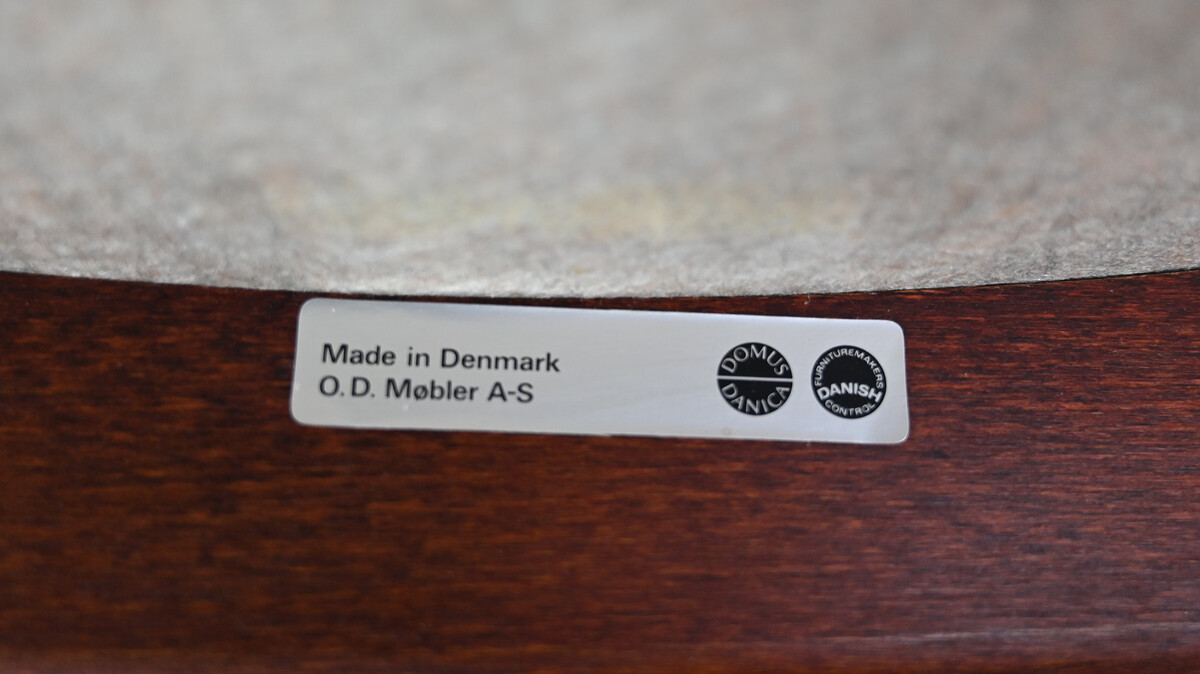 Made in Denmark
O.D. Møbler A-S
DOMUS
DANICA
FURNITUREMAKERS
DANISH
CONTROL